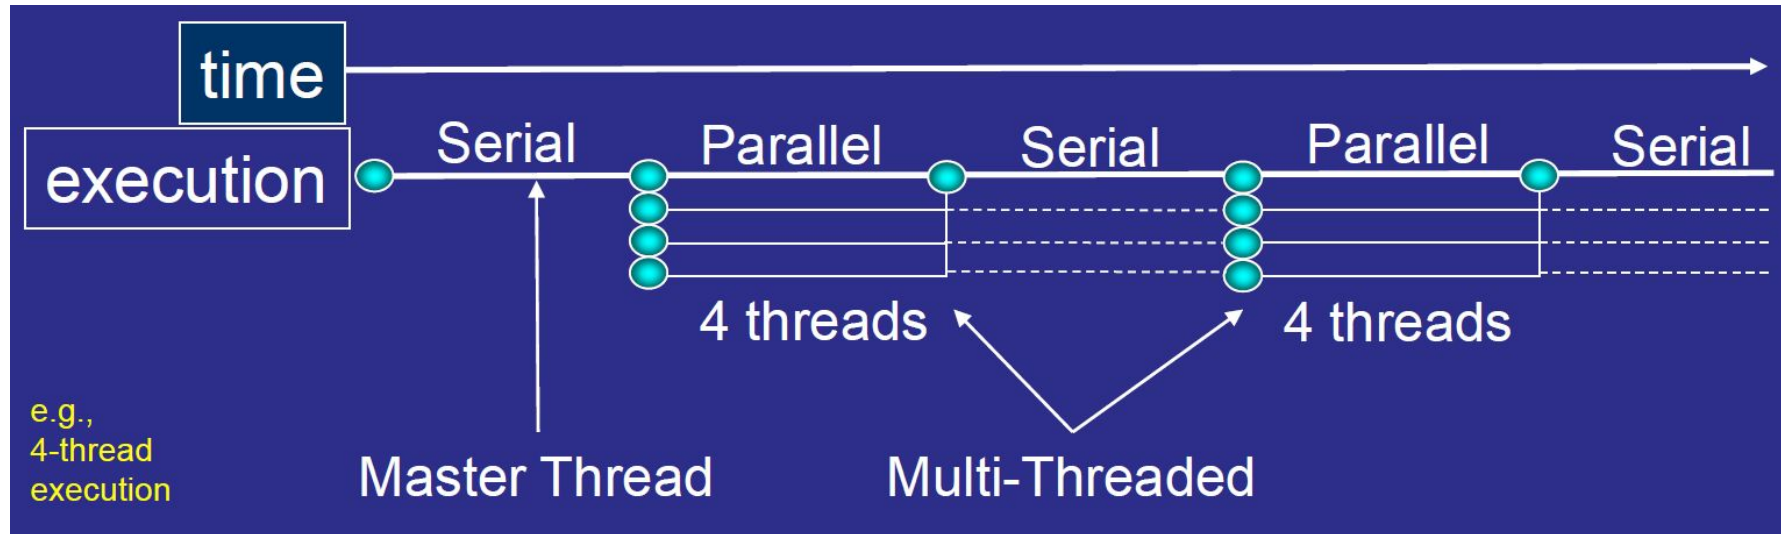 time
execution
Serial Parallel Serial Parallel Serial
4 threads 4 threads
e.g.,
4-thread
execution
Master Thread Multi-Threaded